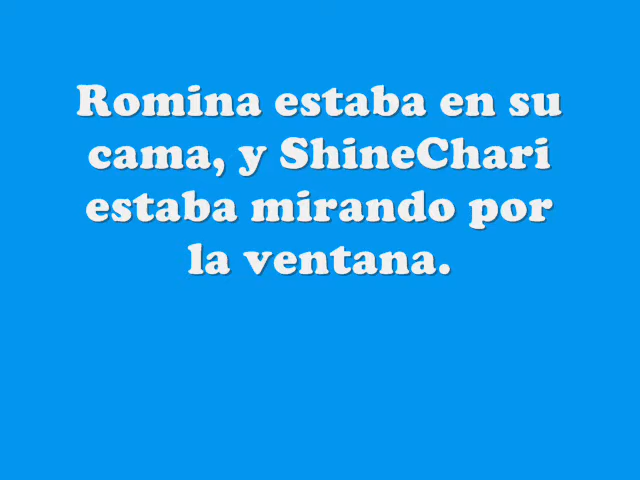 Romina estaba en su
cama, y ShineChari
estaba mirando por
la ventana.